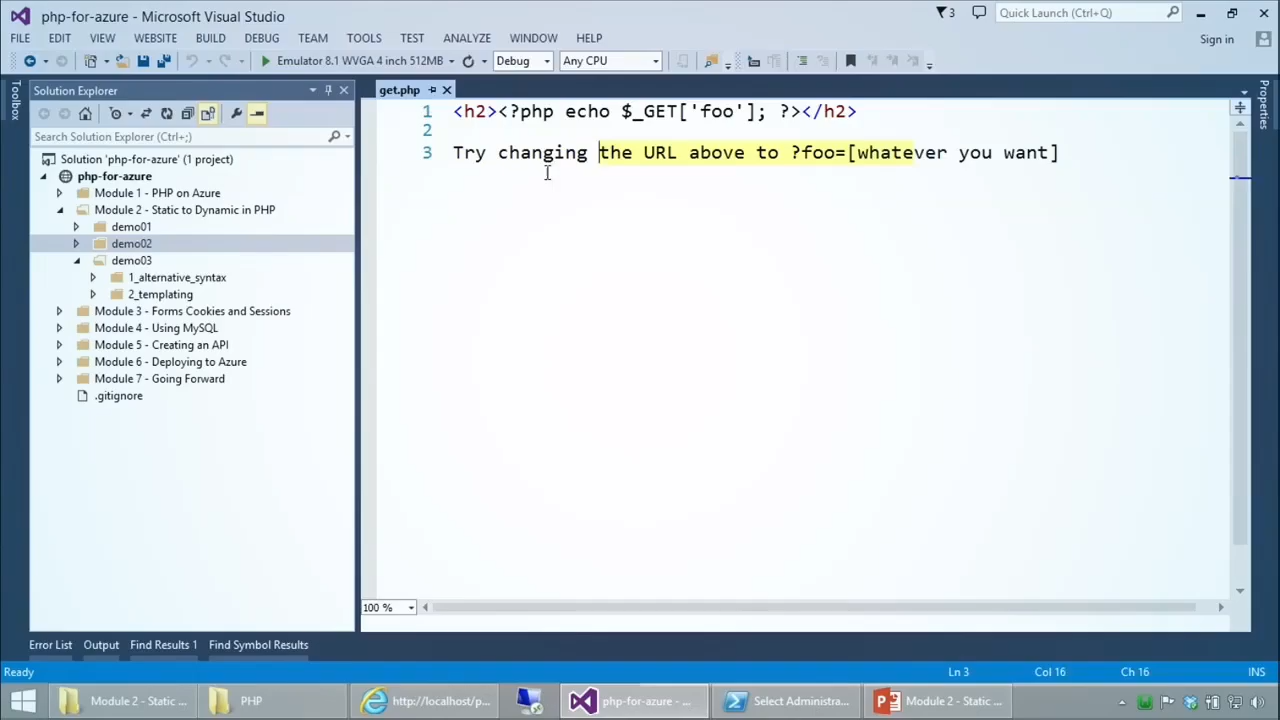 php-for-azure - Microsoft Visual Studio
3
Quick Launch (Ctrl+Q)
FILE EDIT VIEW WEBSITE BUILD DEBUG TEAM TOOLS TEST ANALYZE WINDOW HELP
Sign in
Emulator 8.1 WVGA 4 inch 512MB
Debug
Any CPU
Toolbox
Solution Explorer
Search Solution Explorer (Ctrl+;)
Solution 'php-for-azure' (1 project)
php-for-azure
Module 1 - PHP on Azure
Module 2 - Static to Dynamic in PHP
demo01
demo02
demo03
1_alternative_syntax
2_templating
Module 3 - Forms Cookies and Sessions
Module 4 - Using MySQL
Module 5 - Creating an API
Module 6 - Deploying to Azure
Module 7 - Going Forward
.gitignore
get.php
1 <h2><?php echo $_GET['foo']; ?></h2>
2
3 Try changing the URL above to ?foo=[whatever you want]
Properties
100 %
Error List Output Find Results 1 Find Symbol Results
Ready
Ln 3 Col 16 Ch 16 INS
Module 2 - Static ...
PHP
http://localhost/p...
php-for-azure - ...
Select Administra...
Module 2 - Static ...